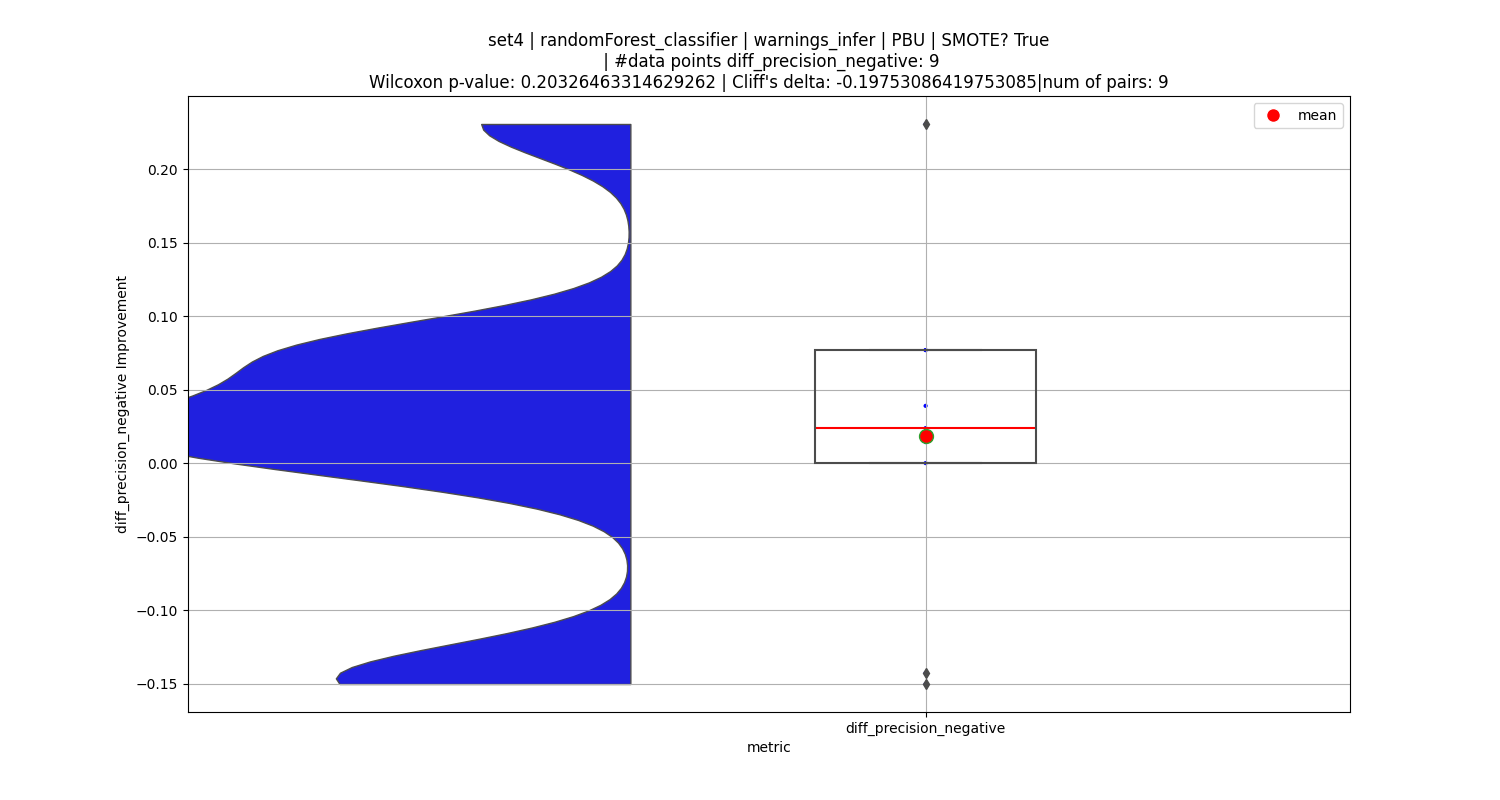 set4 | randomForest_classifier | warnings_infer | PBU | SMOTE? True
| #data points diff_precision_negative: 9
Wilcoxon p-value: 0.20326463314629262 | Cliff's delta: -0.19753086419753085|num of pairs: 9
mean
0.20
0.15
0.10
0.05
0.00
−0.05
−0.10
−0.15
diff_precision_negative Improvement
diff_precision_negative
metric